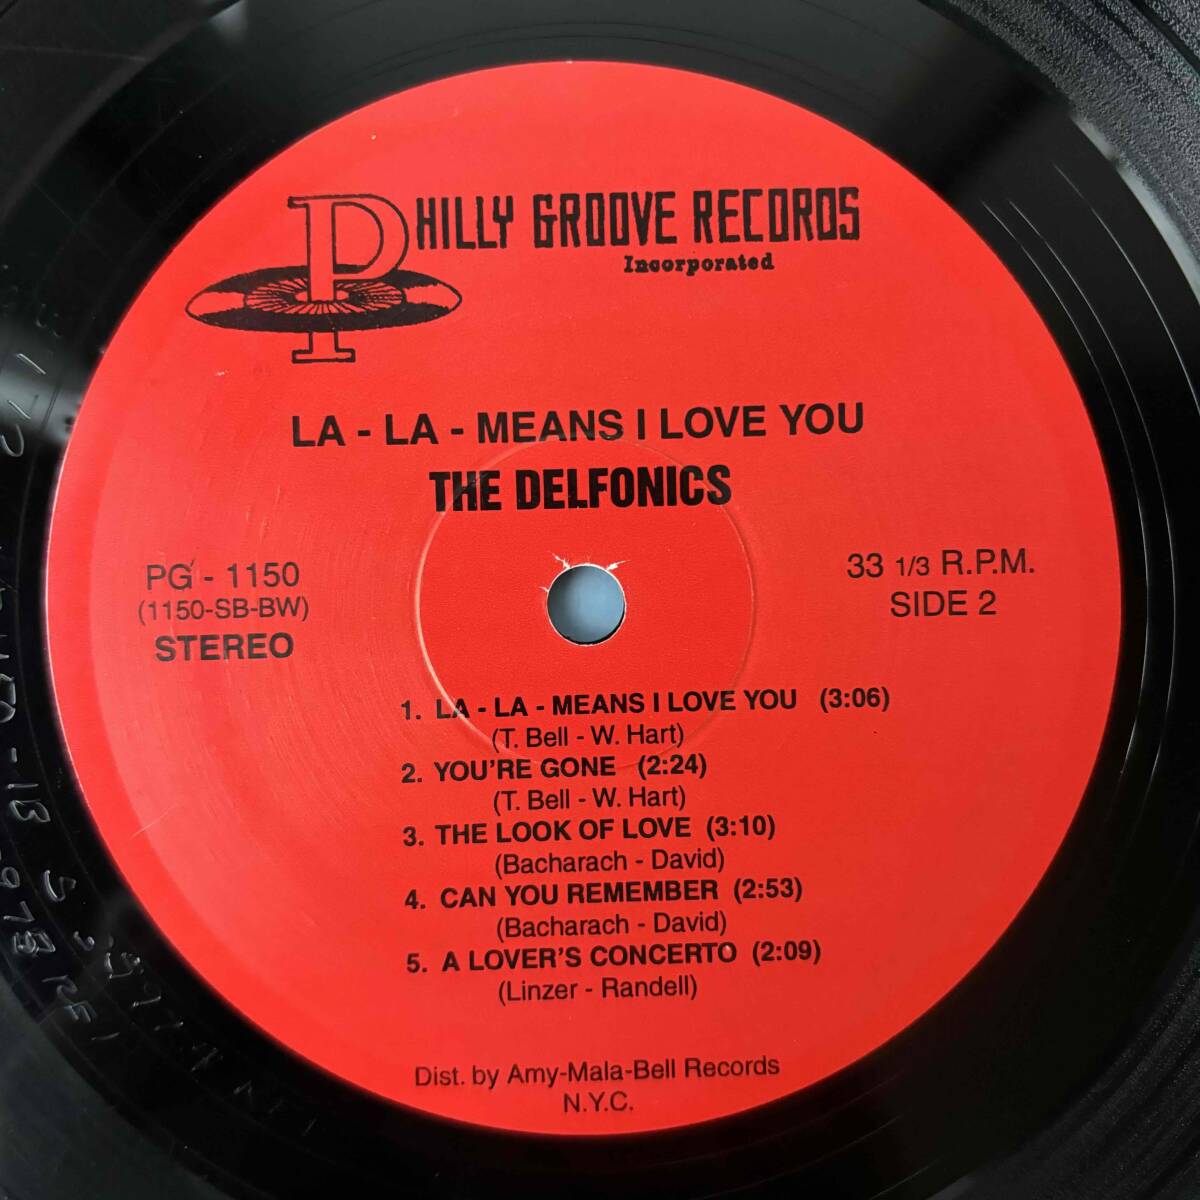 PHILLY GROOVE RECORDS
Incorporated
LA - LA - MEANS I LOVE YOU
THE DELFONICS
PG - 1150
(1150-SB-BW)
STEREO
33 1/3 R.P.M.
SIDE 2
1. LA - LA - MEANS I LOVE YOU (3:06)
(T. Bell - W. Hart)
2. YOU'RE GONE (2:24)
(T. Bell - W. Hart)
3. THE LOOK OF LOVE (3:10)
(Bacharach - David)
4. CAN YOU REMEMBER (2:53)
(Bacharach - David)
5. A LOVER'S CONCERTO (2:09)
(Linzer - Randell)
Dist. by Amy-Mala-Bell Records
N.Y.C.